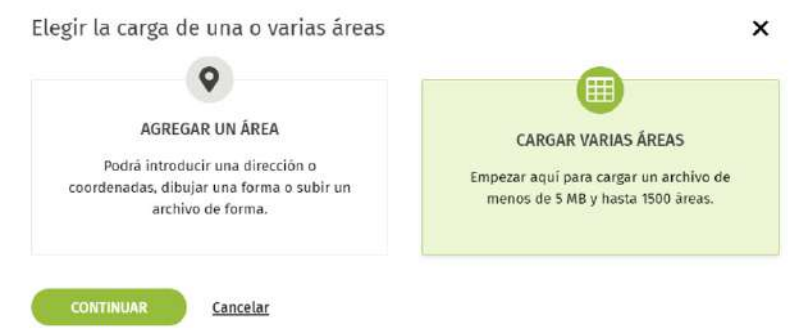 Elegir la carga de una o varias áreas
AGREGAR UN ÁREA
Podrá introducir una dirección o
coordenadas, dibujar una forma o subir un
archivo de forma.
CARGAR VARIAS ÁREAS
Empezar aquí para cargar un archivo de
menos de 5 MB y hasta 1500 áreas.
CONTINUAR
Cancelar